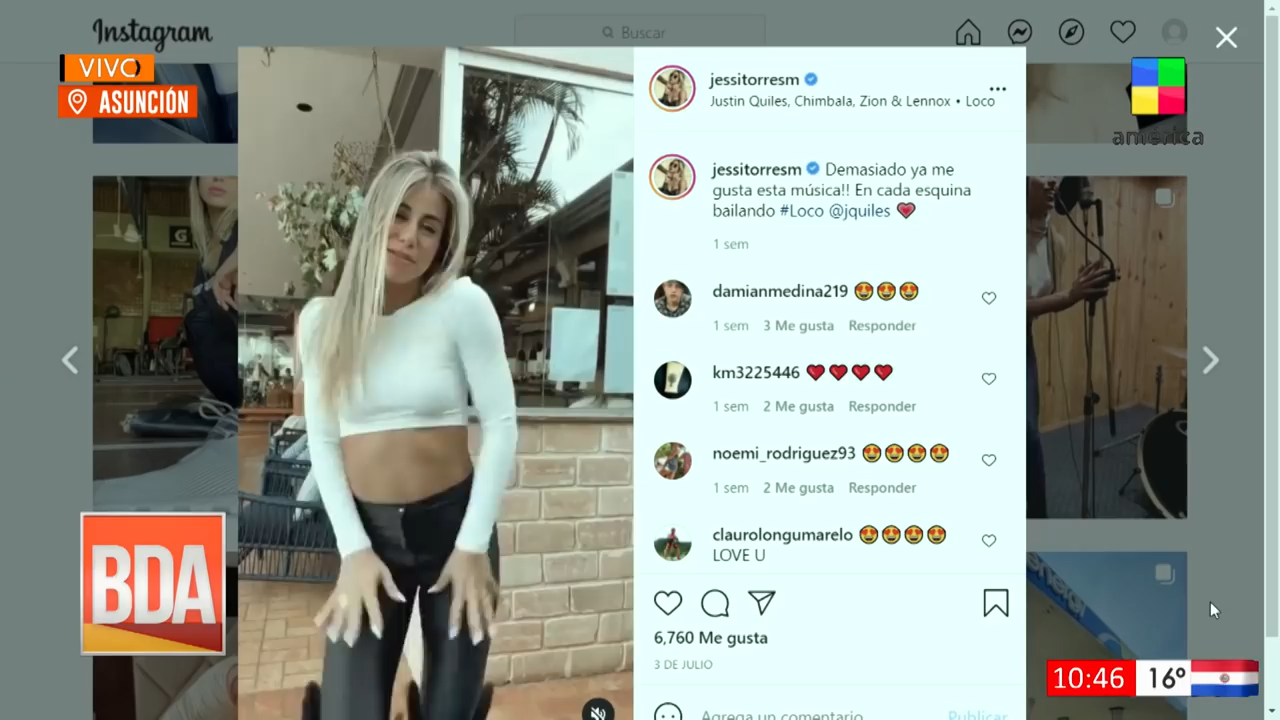 Instagram
Buscar
VIVO
ASUNCIÓN
américa
G
jessitorresm
Justin Quiles, Chimbala, Zion & Lennox • Loco
jessitorresm Demasiado ya me
gusta esta música!! En cada esquina
bailando #Loco @jquiles
1 sem
damianmedina219
1 sem 3 Me gusta Responder
km3225446
1 sem 2 Me gusta Responder
noemi_rodriguez93
1 sem 2 Me gusta Responder
claurolongumarelo
LOVE U
6,760 Me gusta
3 DE JULIO
Agrega un comentario
Publicar
BDA
energi
10:46 16º